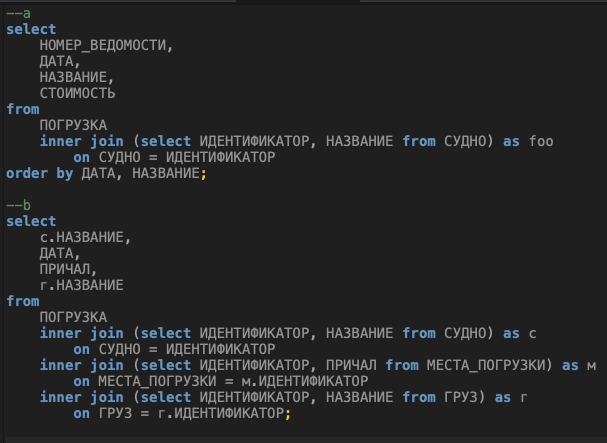 --a
select
    НОМЕР_ВЕДОМОСТИ,
    ДАТА,
    НАЗВАНИЕ,
    СТОИМОСТЬ
from
    ПОГРУЗКА
    inner join (select ИДЕНТИФИКАТОР, НАЗВАНИЕ from СУДНО) as foo
        on СУДНО = ИДЕНТИФИКАТОР
order by ДАТА, НАЗВАНИЕ;

--b
select
    с.НАЗВАНИЕ,
    ДАТА,
    ПРИЧАЛ,
    г.НАЗВАНИЕ
from
    ПОГРУЗКА
    inner join (select ИДЕНТИФИКАТОР, НАЗВАНИЕ from СУДНО) as с
        on СУДНО = ИДЕНТИФИКАТОР
    inner join (select ИДЕНТИФИКАТОР, ПРИЧАЛ from МЕСТА_ПОГРУЗКИ) as м
        on МЕСТА_ПОГРУЗКИ = м.ИДЕНТИФИКАТОР
    inner join (select ИДЕНТИФИКАТОР, НАЗВАНИЕ from ГРУЗ) as г
        on ГРУЗ = г.ИДЕНТИФИКАТОР;